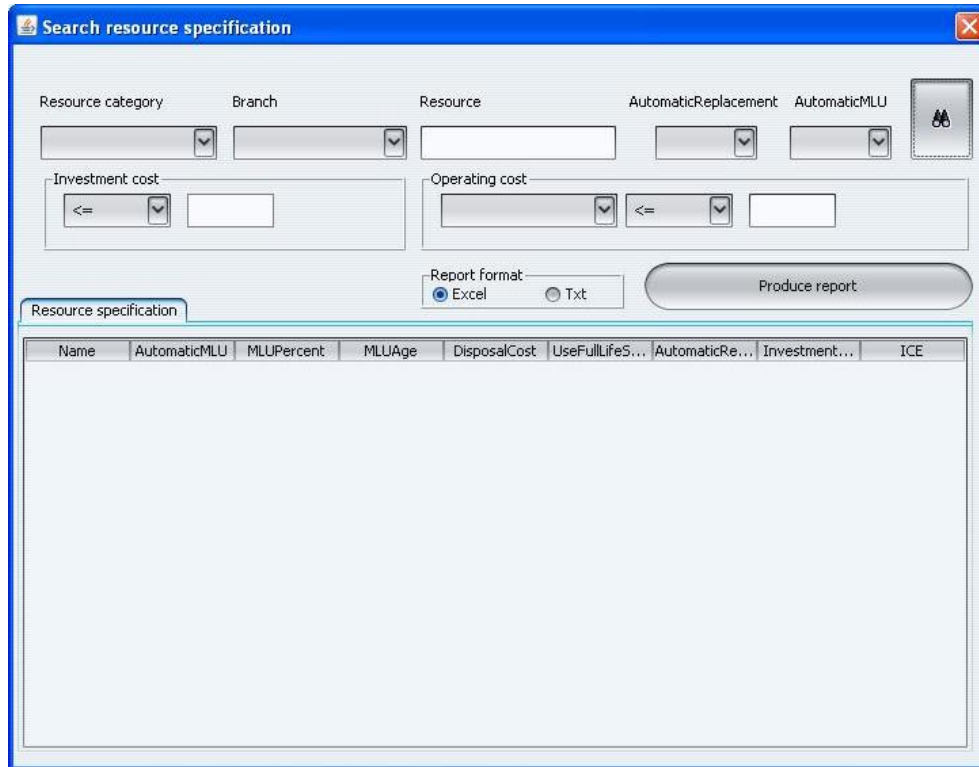 Search resource specification
Resource category Branch Resource AutomaticReplacement AutomaticMLU
Investment cost Operating cost
<= <=
Report format
Excel Txt Produce report
Resource specification
Name AutomaticMLU MLUPercent MLUAge DisposalCost UseFullLifeS... AutomaticRe... Investment... ICE